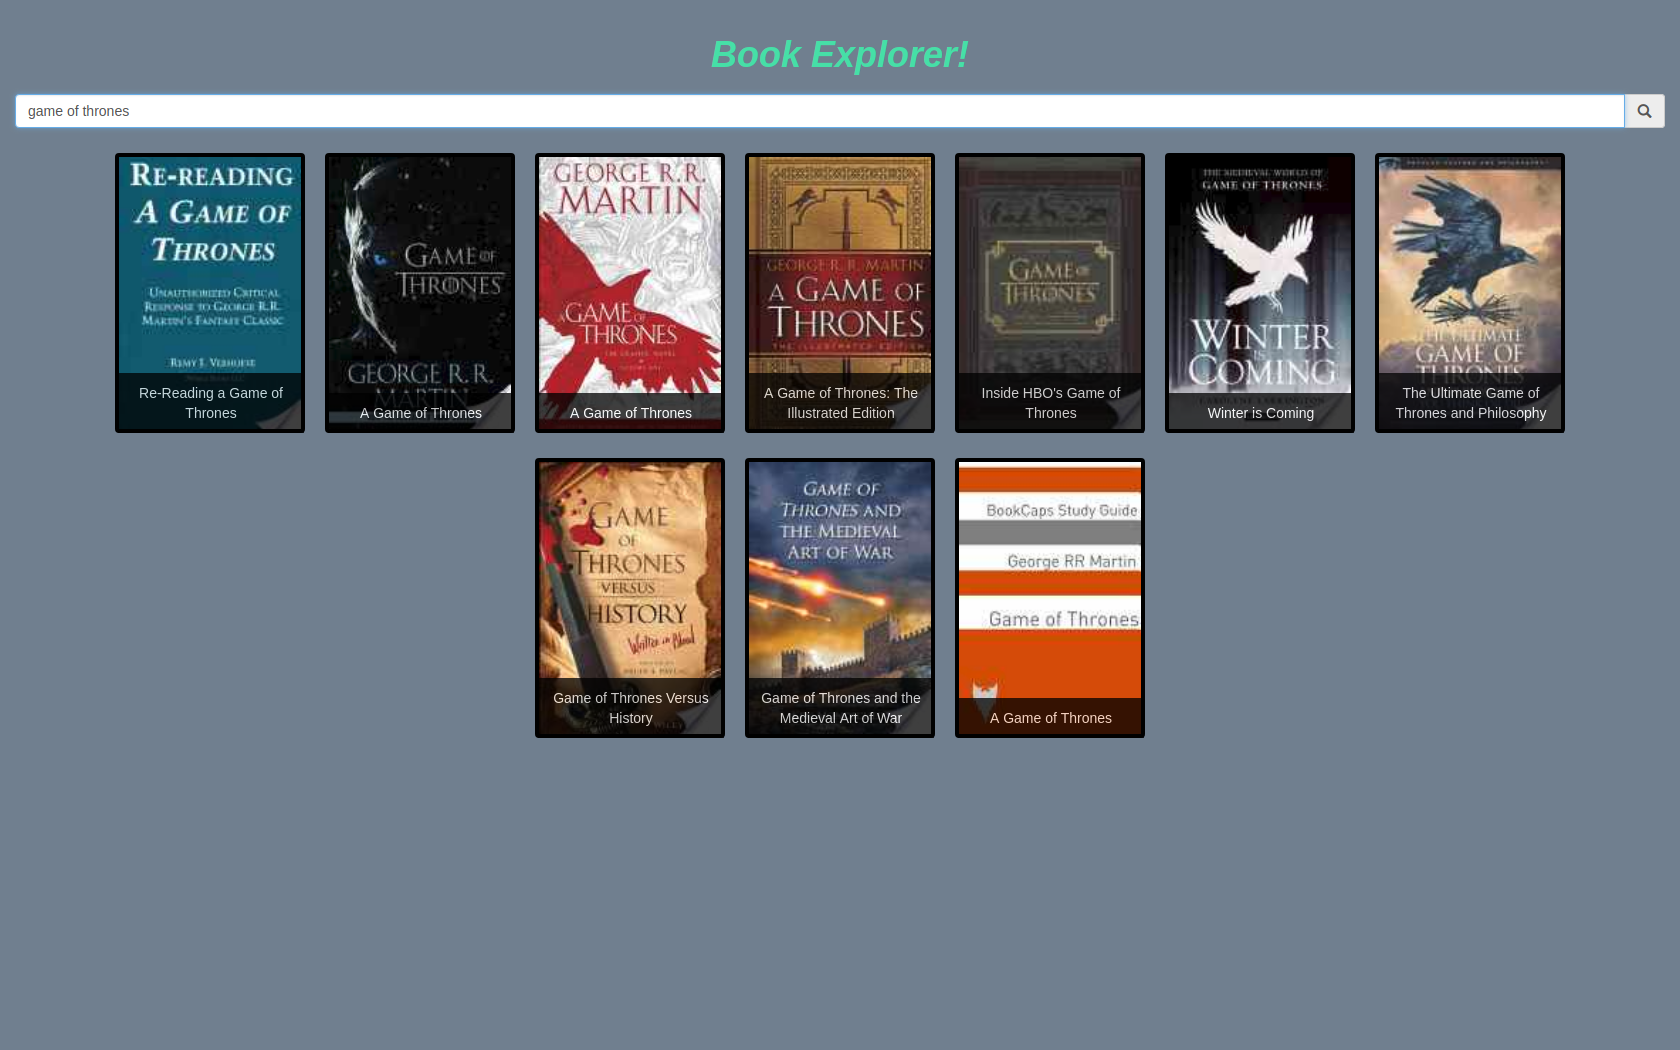 Book Explorer!
game of thrones
RE-READING
A GAME OF
THRONES
UNAUTHORIZED CRITICAL
RESPONSE TO GEORGE R.R.
MARTIN'S FANTASY CLASSIC
REMY J. VERHOEVE
Re-Reading a Game of
Thrones
GAME OF
THRONES
GEORGE R. R.
MARTIN
A Game of Thrones
GEORGE R.R.
MARTIN
A GAME OF
THRONES
THE GRAPHIC NOVEL
VOLUME ONE
A Game of Thrones
GEORGE R. R. MARTIN
A GAME OF
THRONES
THE ILLUSTRATED EDITION
A Game of Thrones: The
Illustrated Edition
GAME OF
THRONES
Inside HBO's Game of
Thrones
THE MEDIEVAL WORLD OF
GAME OF THRONES
WINTER
IS
COMING
CAROLYNE LARRINGTON
Winter is Coming
THE ULTIMATE
GAME OF
THRONES
The Ultimate Game of
Thrones and Philosophy
GAME
OF
THRONES
VERSUS
HISTORY
Written in Blood
Game of Thrones Versus
History
GAME OF
THRONES AND
THE MEDIEVAL
ART OF WAR
Game of Thrones and the
Medieval Art of War
BookCaps Study Guide
George RR Martin
Game of Thrones
A Game of Thrones